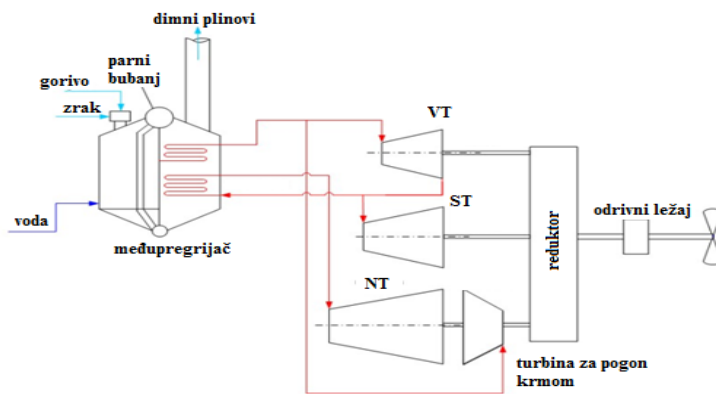 dimni plinovi
parni
bubanj
gorivo
zrak
VT
voda
ST
odrivni ležaj
reduktor
međupregrijač
NT
turbina za pogon
krmom